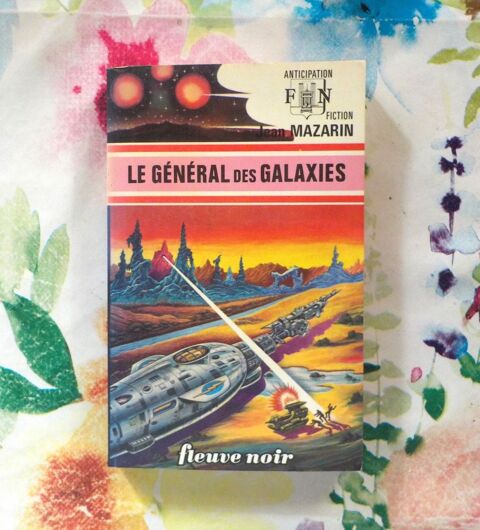 ANTICIPATION
FN
FICTION
Jean MAZARIN
LE GÉNÉRAL DES GALAXIES
fleuve noir